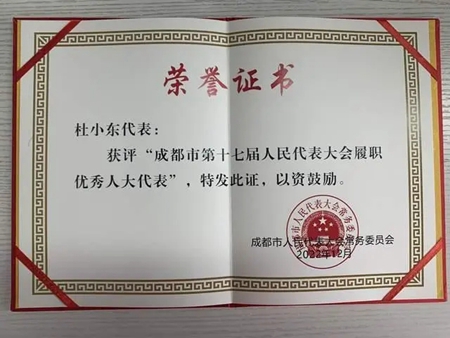 荣誉证书
杜小东代表：
获评“成都市第十七届人民代表大会履职
优秀人大代表”，特发此证，以资鼓励。
成都市人民代表大会常务委员会
2022年12月